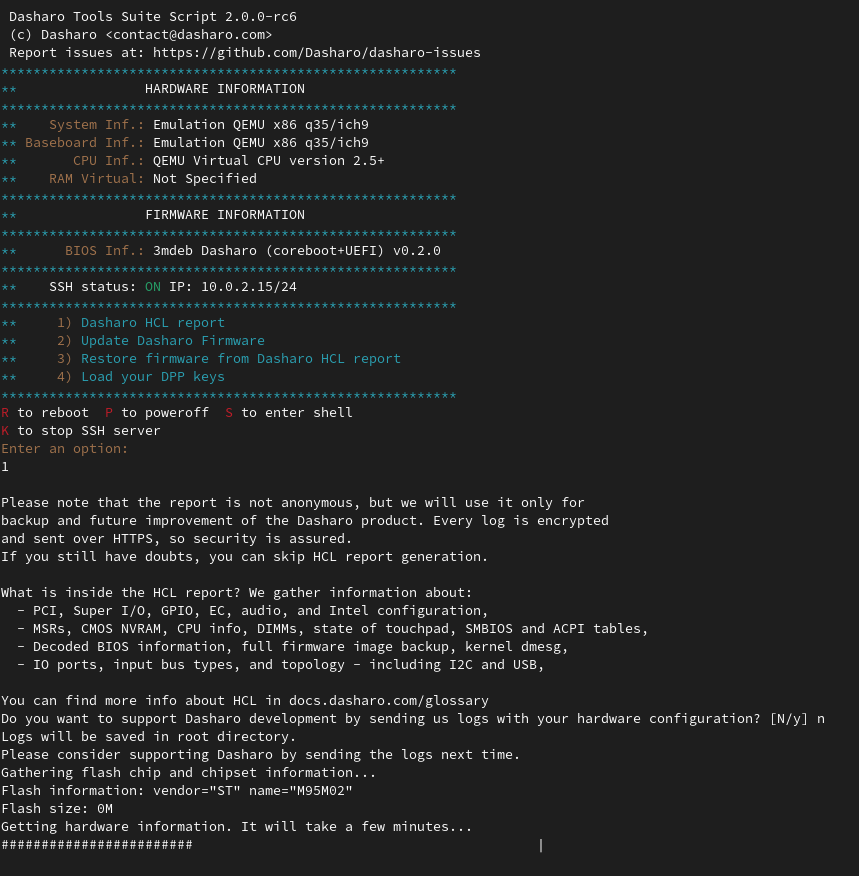 Dasharo Tools Suite Script 2.0.0-rc6
(c) Dasharo <contact@dasharo.com>
Report issues at: https://github.com/Dasharo/dasharo-issues
*********************************************************
** HARDWARE INFORMATION
*********************************************************
** System Inf.: Emulation QEMU x86 q35/ich9
** Baseboard Inf.: Emulation QEMU x86 q35/ich9
** CPU Inf.: QEMU Virtual CPU version 2.5+
** RAM Virtual: Not Specified
*********************************************************
** FIRMWARE INFORMATION
*********************************************************
** BIOS Inf.: 3mdeb Dasharo (coreboot+UEFI) v0.2.0
*********************************************************
** SSH status: ON IP: 10.0.2.15/24
*********************************************************
** 1) Dasharo HCL report
** 2) Update Dasharo Firmware
** 3) Restore firmware from Dasharo HCL report
** 4) Load your DPP keys
*********************************************************
R to reboot P to poweroff S to enter shell
K to stop SSH server
Enter an option:
1
Please note that the report is not anonymous, but we will use it only for
backup and future improvement of the Dasharo product. Every log is encrypted
and sent over HTTPS, so security is assured.
If you still have doubts, you can skip HCL report generation.
What is inside the HCL report? We gather information about:
- PCI, Super I/O, GPIO, EC, audio, and Intel configuration,
- MSRs, CMOS NVRAM, CPU info, DIMMs, state of touchpad, SMBIOS and ACPI tables,
- Decoded BIOS information, full firmware image backup, kernel dmesg,
- IO ports, input bus types, and topology - including I2C and USB,
You can find more info about HCL in docs.dasharo.com/glossary
Do you want to support Dasharo development by sending us logs with your hardware configuration? [N/y] n
Logs will be saved in root directory.
Please consider supporting Dasharo by sending the logs next time.
Gathering flash chip and chipset information...
Flash information: vendor="ST" name="M95M02"
Flash size: 0M
Getting hardware information. It will take a few minutes...
######################## |